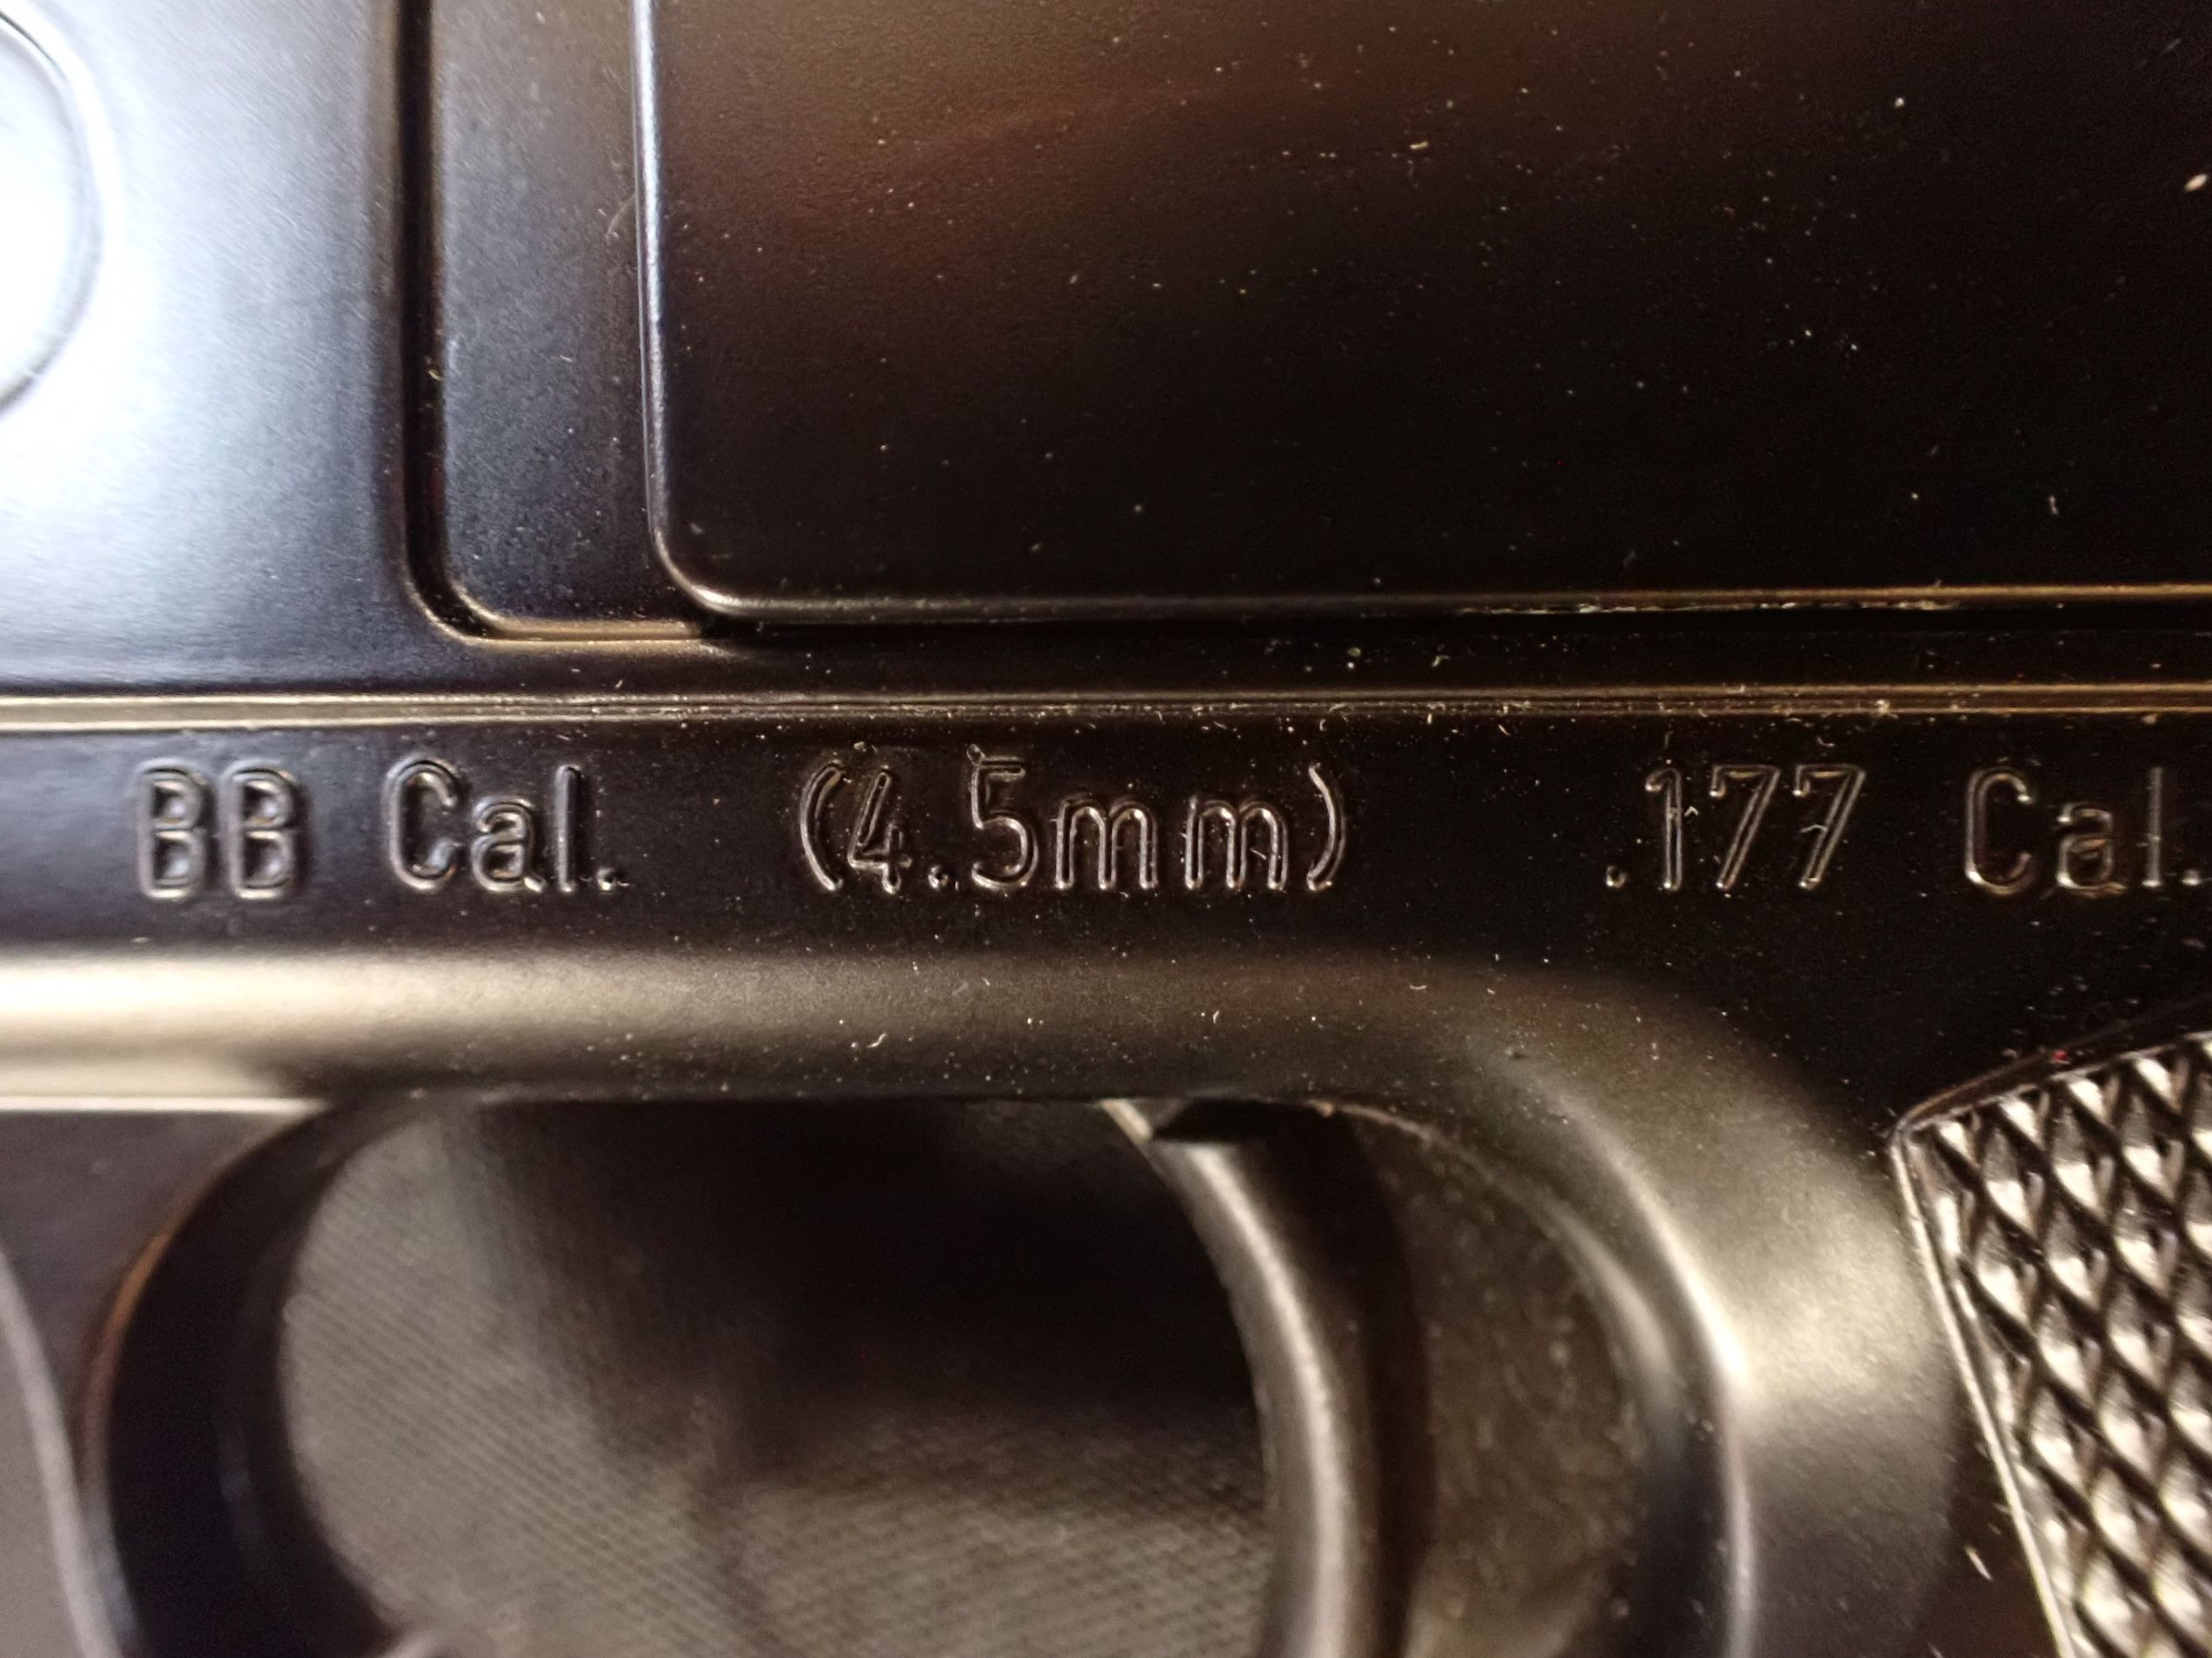 BB Cal. (4.5mm) .177 Cal.